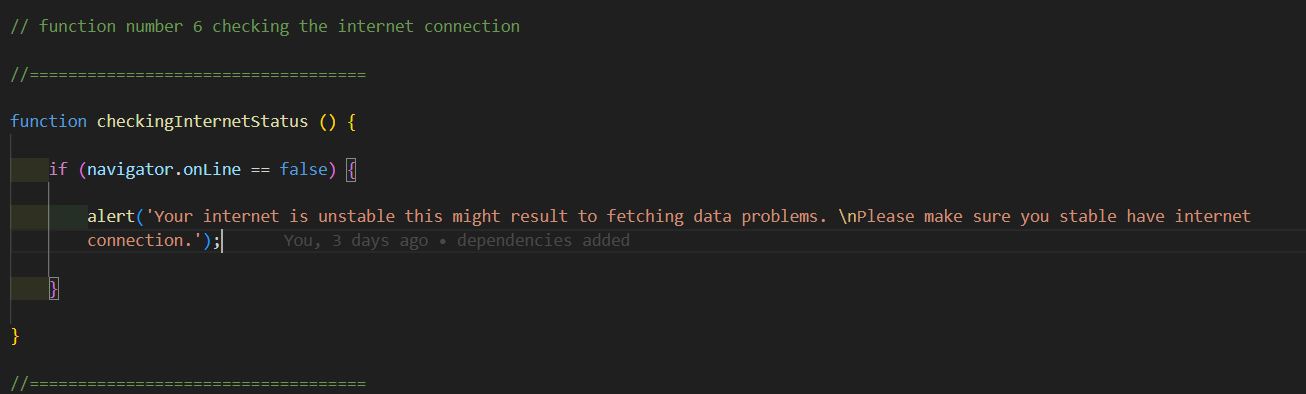 // function number 6 checking the internet connection
//===================================
function checkingInternetStatus () {
if (navigator.onLine == false) {
alert('Your internet is unstable this might result to fetching data problems. \nPlease make sure you stable have internet
connection.'); You, 3 days ago • dependencies added
}
}
//===================================